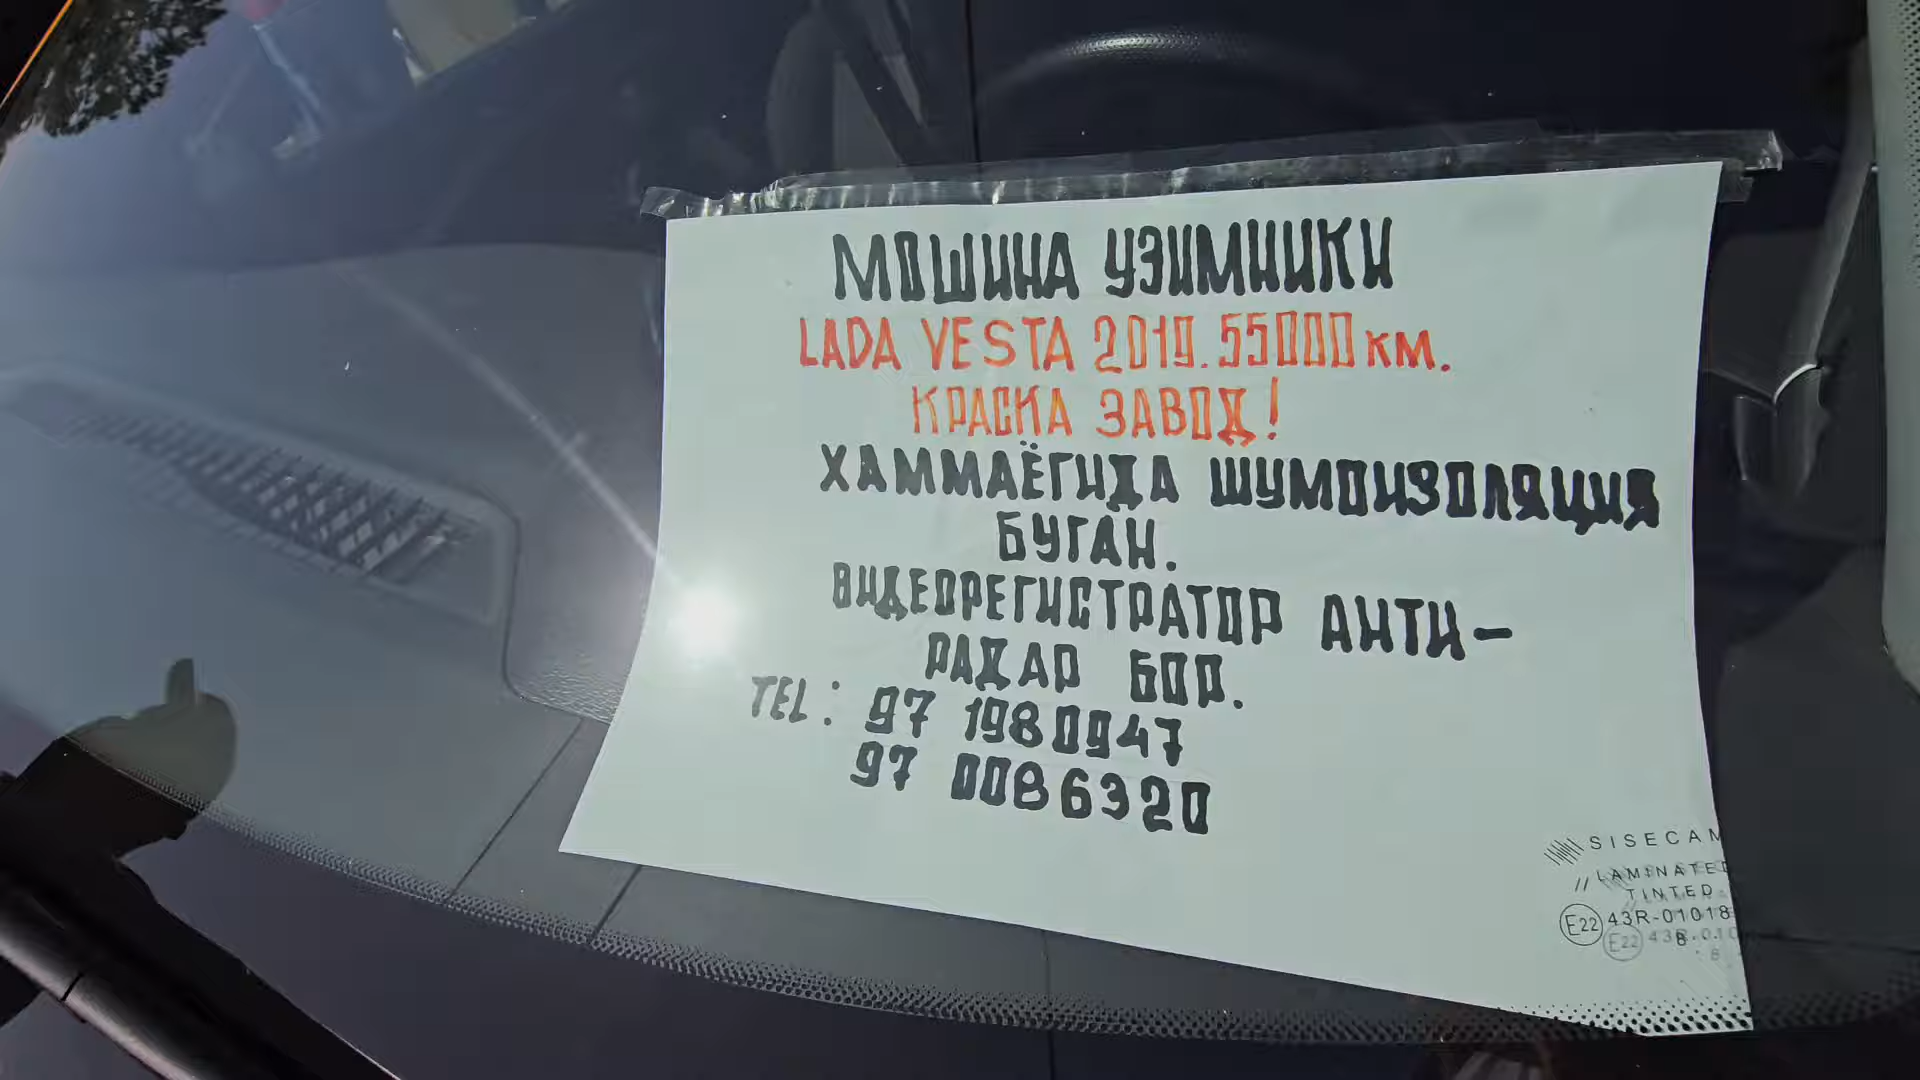 МОШИНА УЗИМНИКИ
LADA VESTA 2019. 55000 КМ.
КРАСКА ЗАВОД!
ХАММАЁГИДА ШУМОИЗОЛЯЦИЯ
БУГАН.
ВИДЕОРЕГИСТРАТОР АНТИ-
РАДАР БОР.
TEL: 97 1980947
97 0086320
SISECAM
LAMINATED
TINTED
E22 43R-01018
8